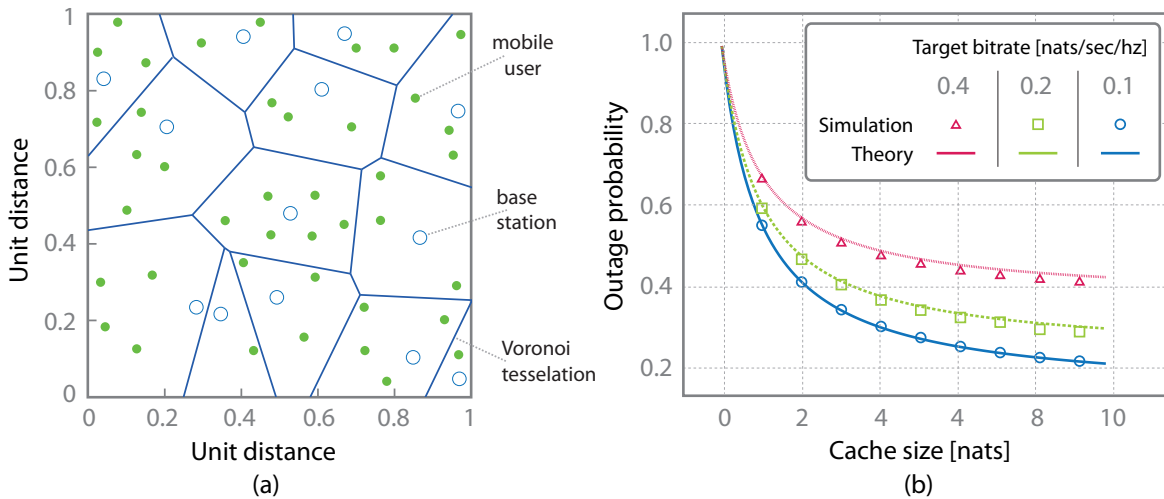 1
0.8
0.6
0.4
0.2
0
0
0.2
0.4
0.6
0.8
1
Unit distance
Unit distance
(a)
mobile
user
base
station
Voronoi
tesselation
1.0
0.8
0.6
0.4
0.2
Outage probability
Target bitrate [nats/sec/hz]
0.4
0.2
0.1
Simulation
Theory
0
2
4
4
8
10
Cache size [nats]
(b)